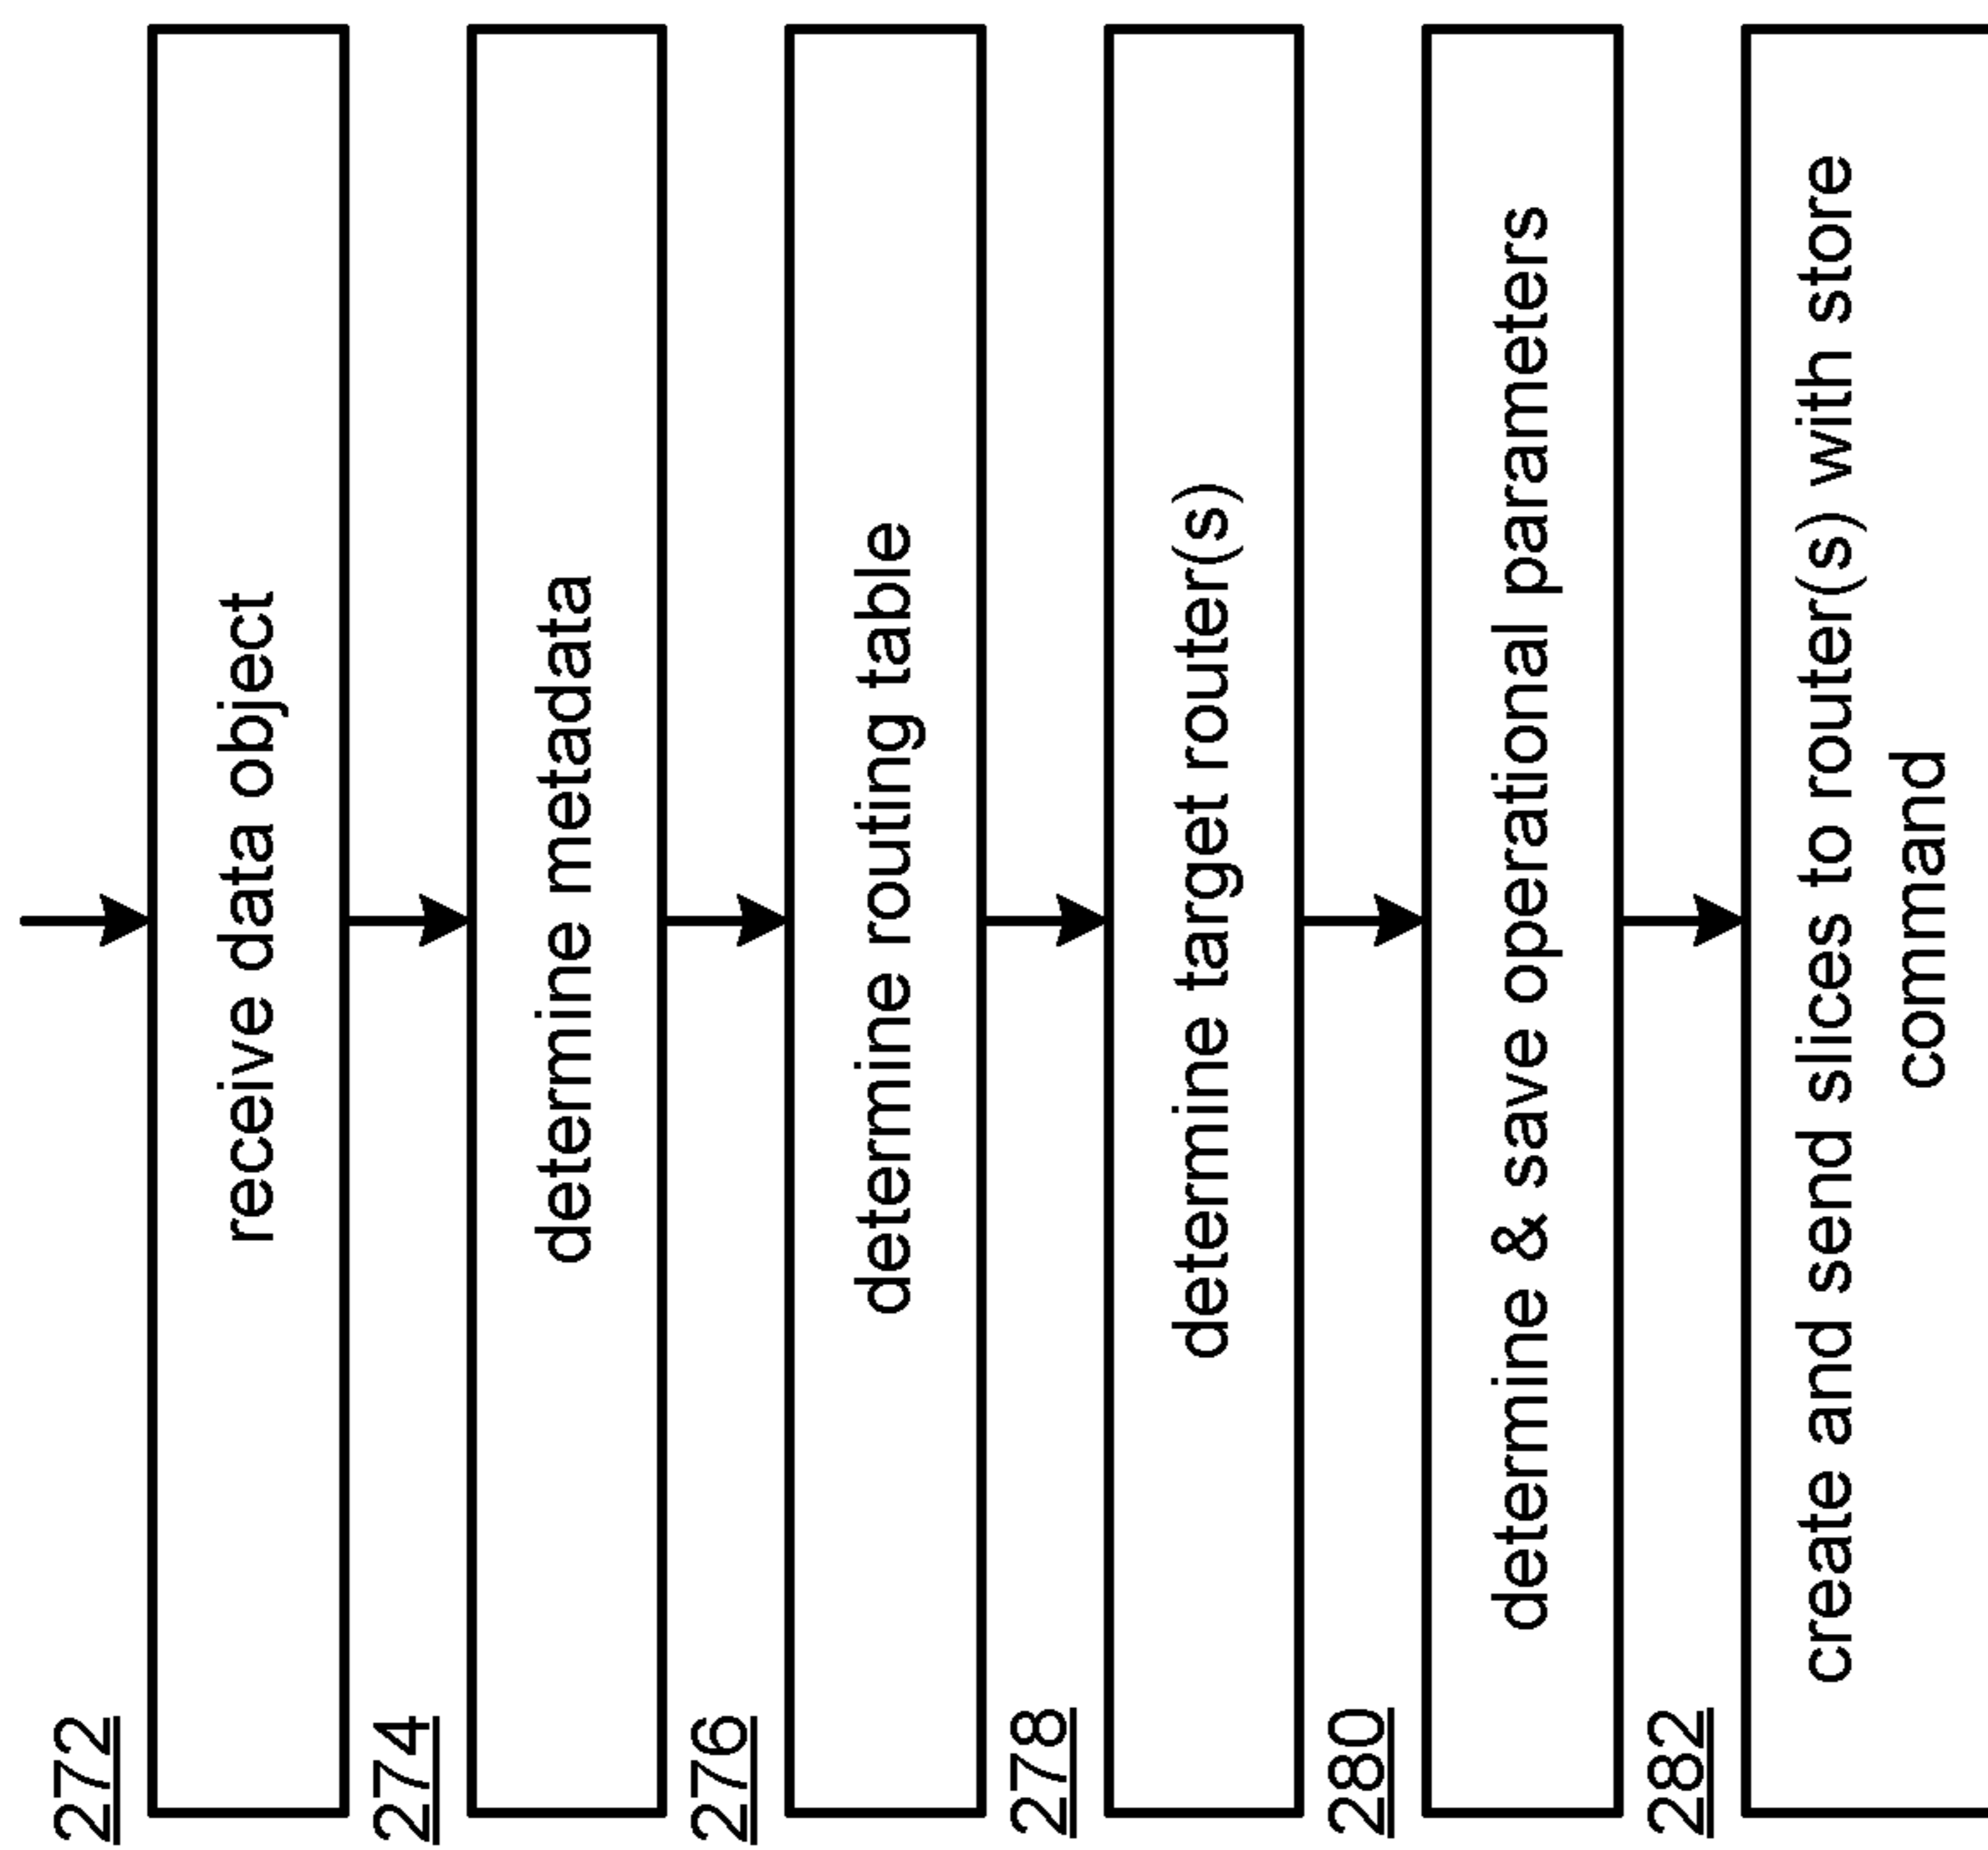 272
receive data object
274
determine metadata
276
determine routing table
278
determine target router(s)
280
determine & save operational parameters
282
create and send slices to router(s) with store
command